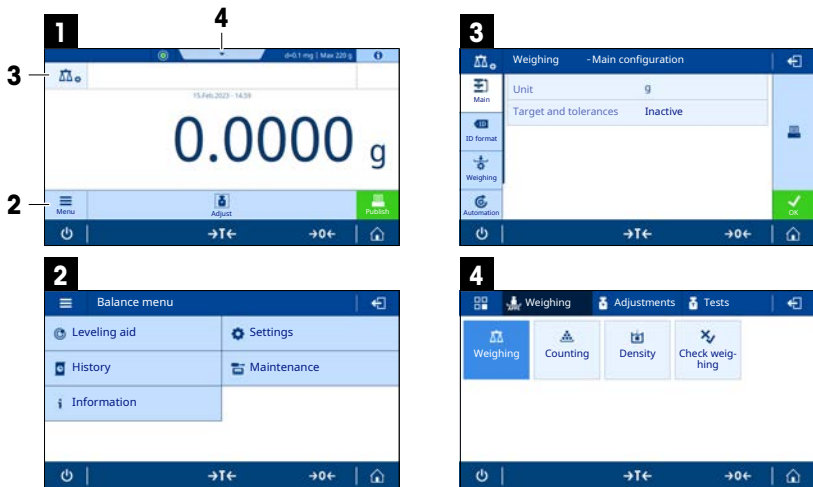 1
4
d=0.1 mg | Max 220 g
3
15.Feb.2023 - 14.59
0.0000 g
2
Menu
Adjust
Publish
→T←
→0←
3
Weighing - Main configuration
Main
Unit g
Target and tolerances Inactive
ID
ID format
Weighing
Automation
OK
→T←
→0←
2
Balance menu
Leveling aid
Settings
History
Maintenance
Information
→T←
→0←
4
Weighing
Adjustments
Tests
Weighing
Counting
Density
Check weig-
hing
→T←
→0←